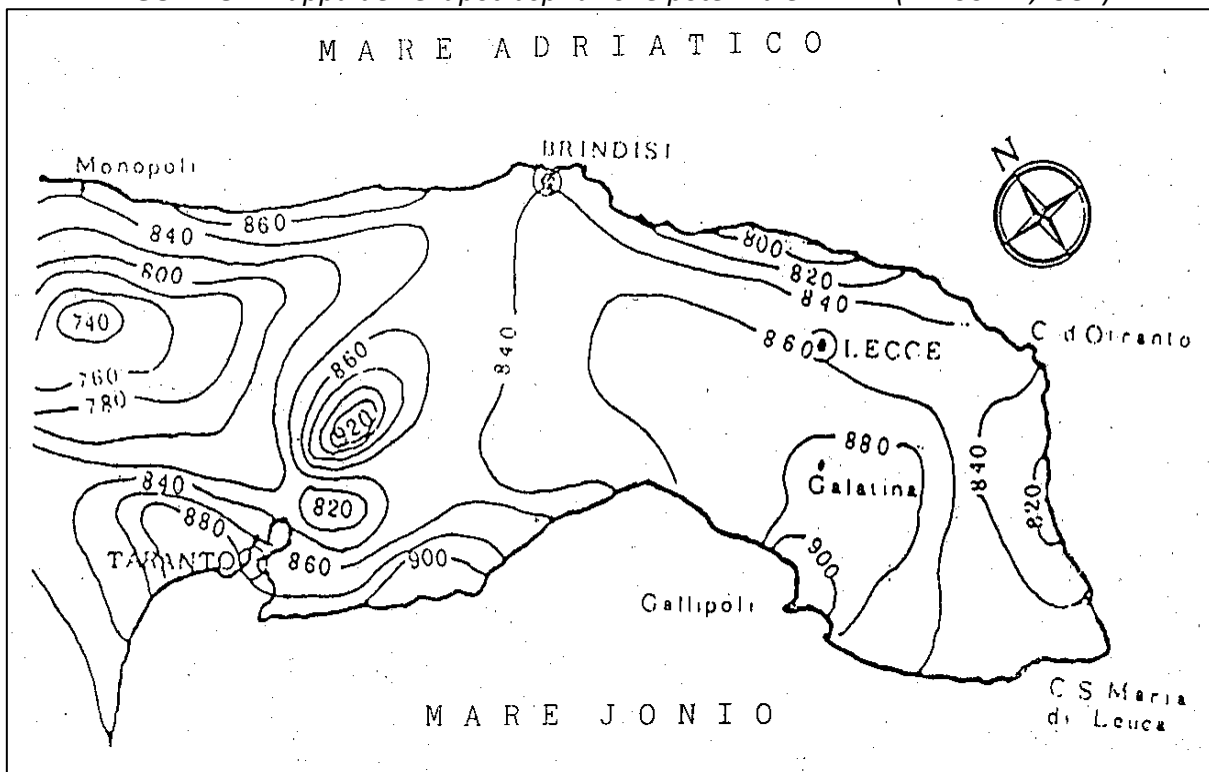 MARE ADRIATICO
BRINDISI
N
Monopoli
860
840
800
800
820
840
740
860
860
LECCE
C d'Otranto
840
760
780
920
880
840
Galatina
840
820
820
880
TARANTO
860
900
900
Gallipoli
MARE JONIO
C S Maria
di Leuca